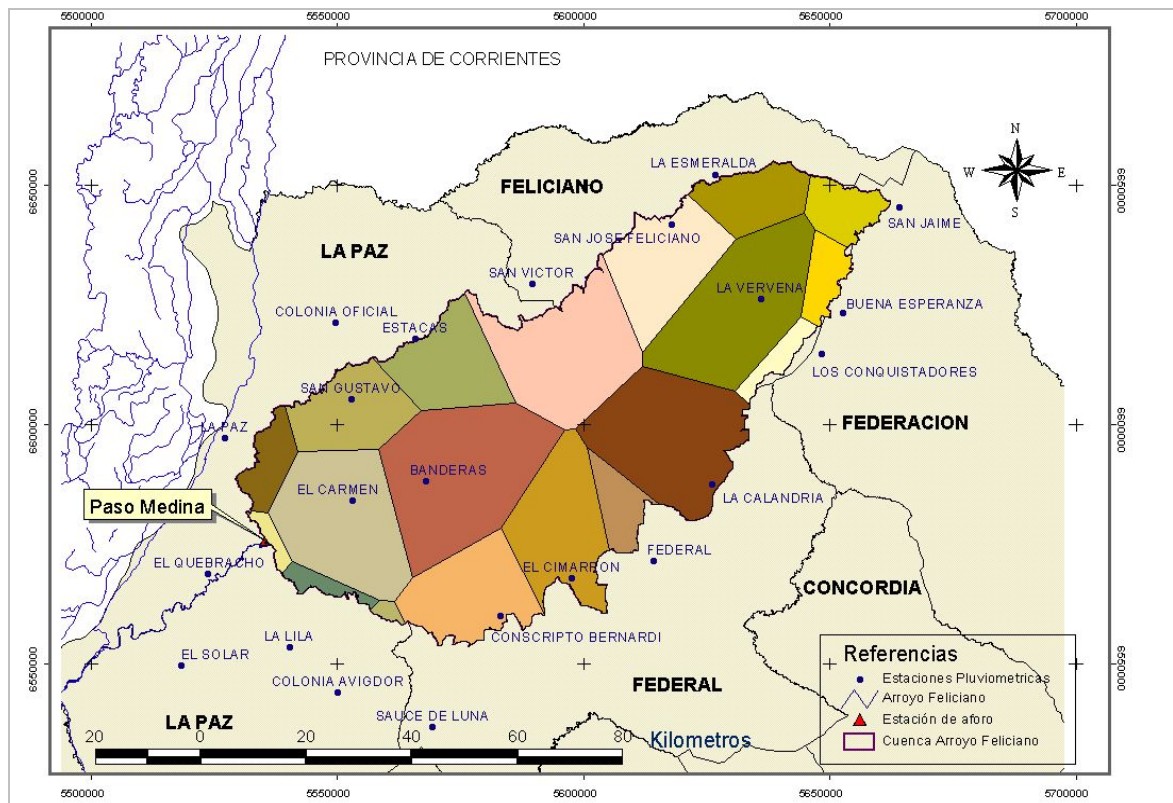 5500000 5550000 5600000 5650000 5700000
PROVINCIA DE CORRIENTES
N
W E
S
6650000
LA ESMERALDA
FELICIANO
SAN JAIME
SAN JOSE FELICIANO
LA PAZ
SAN VICTOR
LA VERVENA
BUENA ESPERANZA
COLONIA OFICIAL
ESTACAS
LOS CONQUISTADORES
SAN GUSTAVO
6600000
LA PAZ
FEDERACION
BANDERAS
EL CARMEN
LA CALANDRIA
Paso Medina
FEDERAL
EL QUEBRACHO
EL CIMARRON
CONCORDIA
CONSCRIPTO BERNARDI
LA LILA
EL SOLAR
6550000
COLONIA AVIGDOR
FEDERAL
LA PAZ
SAUCE DE LUNA
Referencias
Estaciones Pluviometricas
Arroyo Feliciano
Estación de aforo
Cuenca Arroyo Feliciano
20 0 20 40 60 80 Kilometros
5500000 5550000 5600000 5650000 5700000